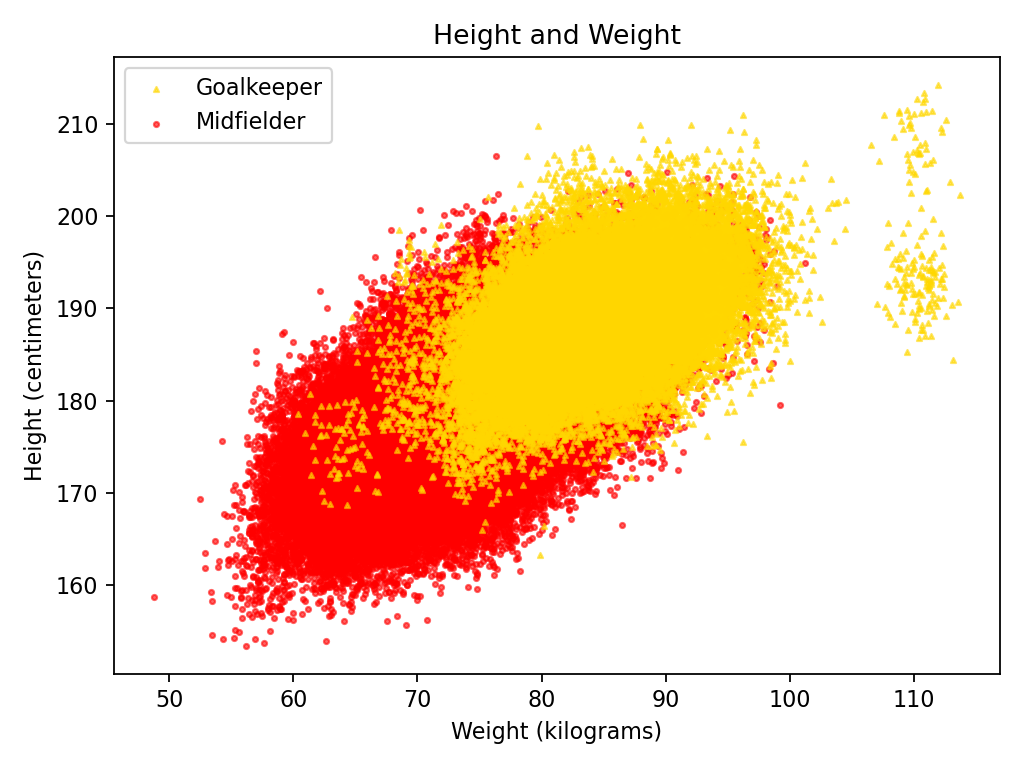 Height and Weight
Goalkeeper
Midfielder
Height (centimeters)
210
200
190
180
170
160
50 60 70 80 90 100 110
Weight (kilograms)